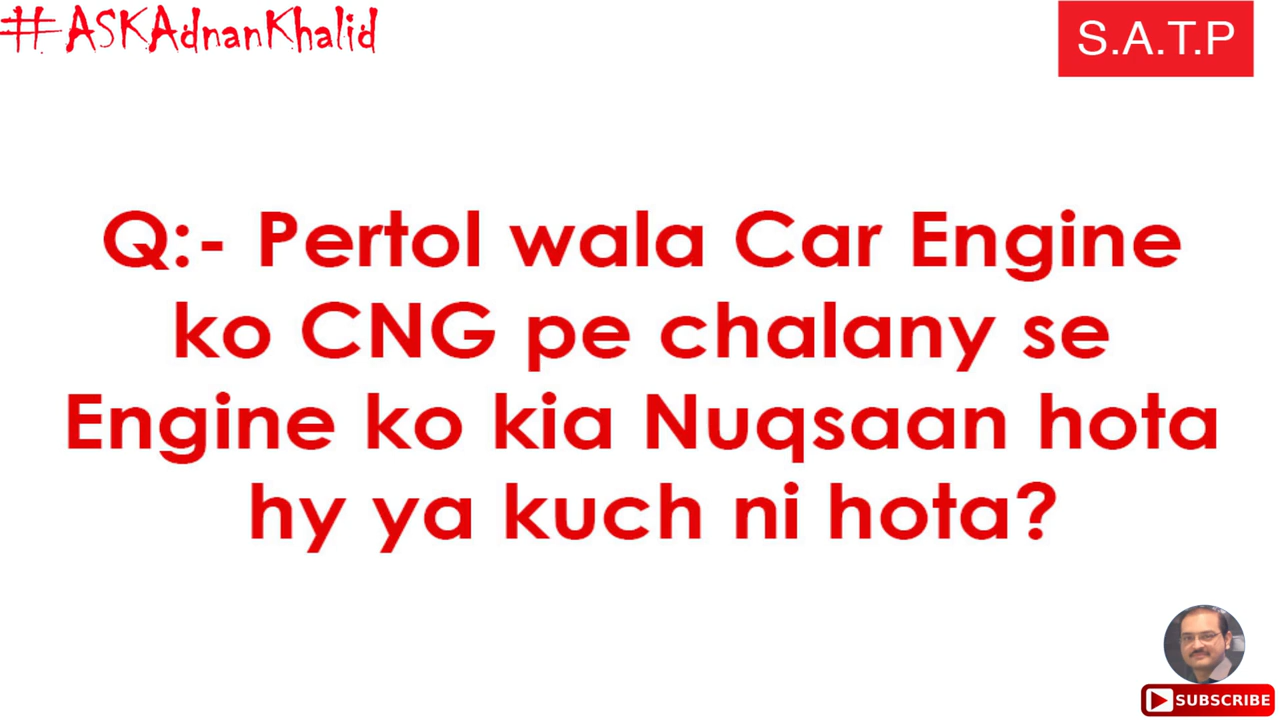 #ASKAdnanKhalid
S.A.T.P
Q:- Pertol wala Car Engine
ko CNG pe chalany se
Engine ko kia Nuqsaan hota
hy ya kuch ni hota?
SUBSCRIBE